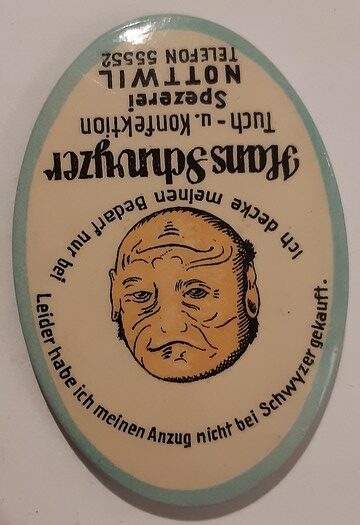 Leider habe ich meinen Anzug nicht bei Schwyzer gekauft.
Ich decke meinen Bedarf nur bei
Hans Schwyzer
Tuch - u. Konfektion
Spezerei
NOTTWIL
TELEFON 55552